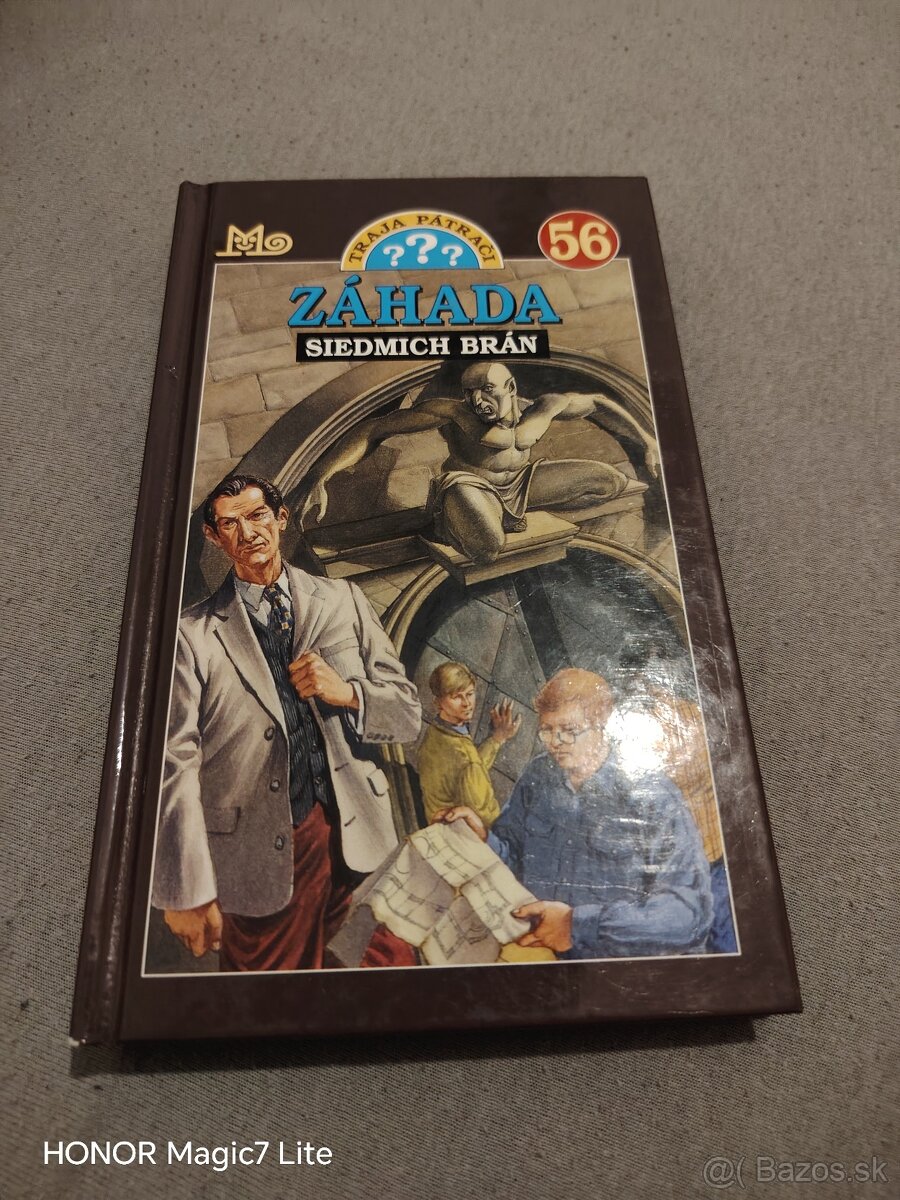 TRAJA PÁTRAČI
???
56
ZÁHADA
SIEDMICH BRÁN
HONOR Magic7 Lite
@( Bazos.sk